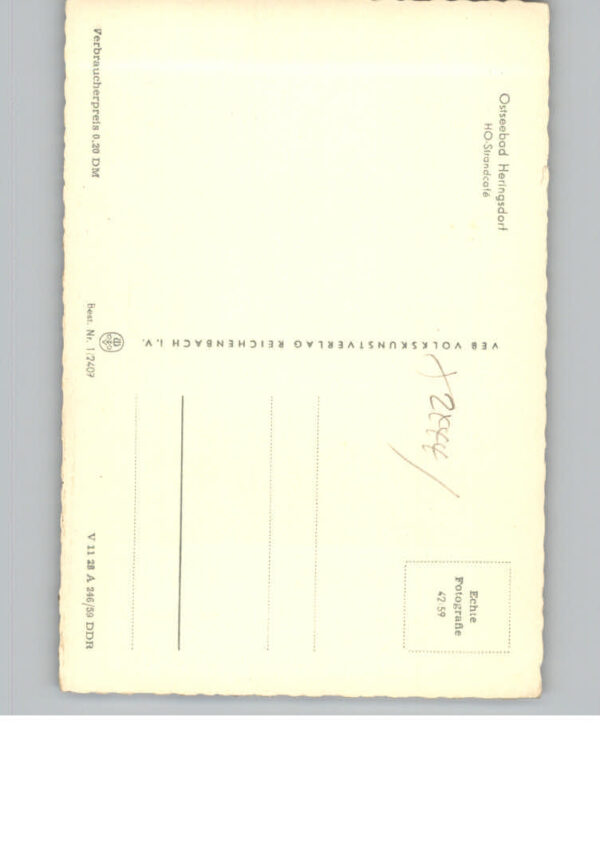 Ostseebad Heringsdorf
HO-Strandcafé
VEB VOLKSKUNSTVERLAG REICHENBACH i. V.
Echte
Fotografie
42 59
Verbraucherpreis 0.20 DM
Best. Nr. 1/2409
V 11 28 A 246/59 DDR